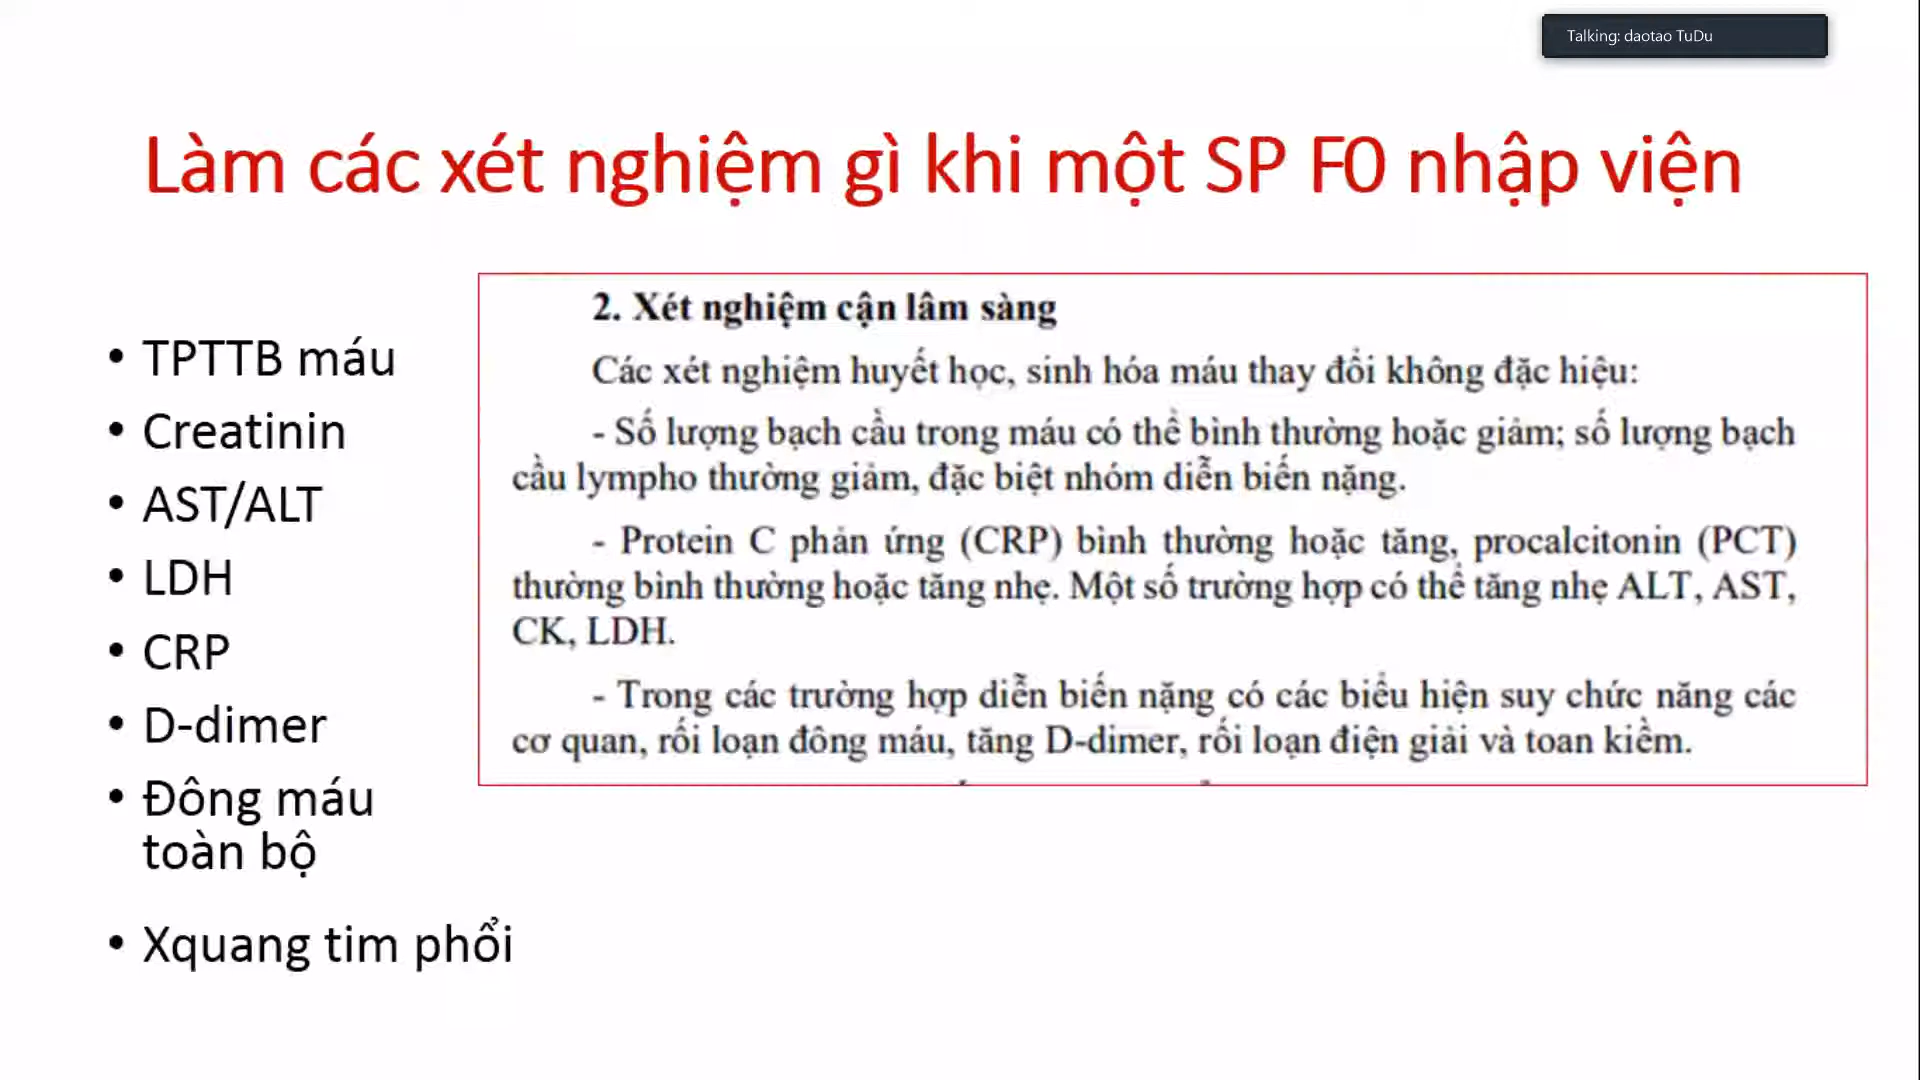 Talking: daotao TuDu
Làm các xét nghiệm gì khi một SP F0 nhập viện
• TPTTB máu
• Creatinin
• AST/ALT
• LDH
• CRP
• D-dimer
• Đông máu
toàn bộ
• Xquang tim phổi
2. Xét nghiệm cận lâm sàng
Các xét nghiệm huyết học, sinh hóa máu thay đổi không đặc hiệu:
- Số lượng bạch cầu trong máu có thể bình thường hoặc giảm; số lượng bạch
cầu lympho thường giảm, đặc biệt nhóm diễn biến nặng.
- Protein C phản ứng (CRP) bình thường hoặc tăng, procalcitonin (PCT)
thường bình thường hoặc tăng nhẹ. Một số trường hợp có thể tăng nhẹ ALT, AST,
CK, LDH.
- Trong các trường hợp diễn biến nặng có các biểu hiện suy chức năng các
cơ quan, rối loạn đông máu, tăng D-dimer, rối loạn điện giải và toan kiềm.